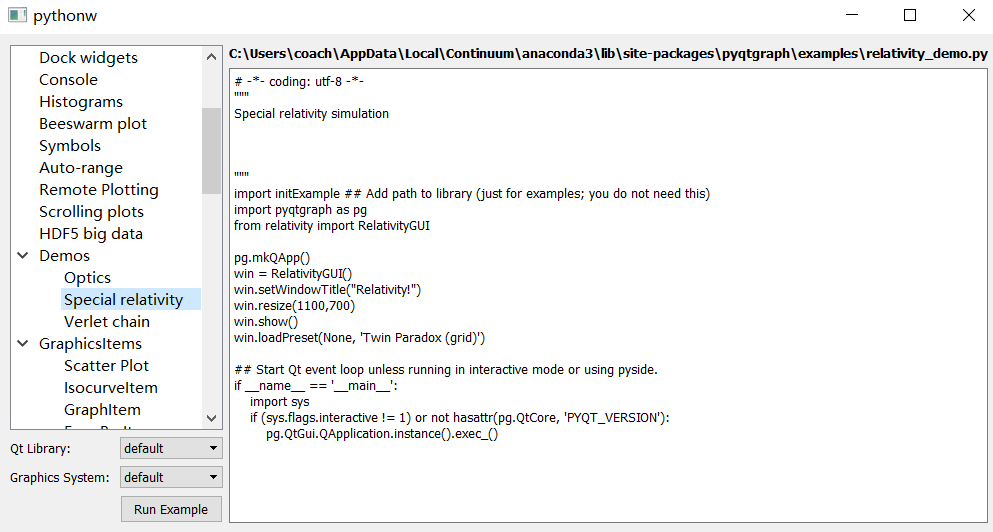 pythonw
Dock widgets
Console
Histograms
Beeswarm plot
Symbols
Auto-range
Remote Plotting
Scrolling plots
HDF5 big data
Demos
Optics
Special relativity
Verlet chain
GraphicsItems
Scatter Plot
IsocurveItem
GraphItem
Qt Library:
default
Graphics System:
default
Run Example
C:\Users\coach\AppData\Local\Continuum\anaconda3\lib\site-packages\pyqtgraph\examples\relativity_demo.py
# -*- coding: utf-8 -*-
"""
Special relativity simulation
"""
import initExample ## Add path to library (just for examples; you do not need this)
import pyqtgraph as pg
from relativity import RelativityGUI
pg.mkQApp()
win = RelativityGUI()
win.setWindowTitle("Relativity!")
win.resize(1100,700)
win.show()
win.loadPreset(None, 'Twin Paradox (grid)')
## Start Qt event loop unless running in interactive mode or using pyside.
if __name__ == '__main__':
import sys
if (sys.flags.interactive != 1) or not hasattr(pg.QtCore, 'PYQT_VERSION'):
pg.QtGui.QApplication.instance().exec_()